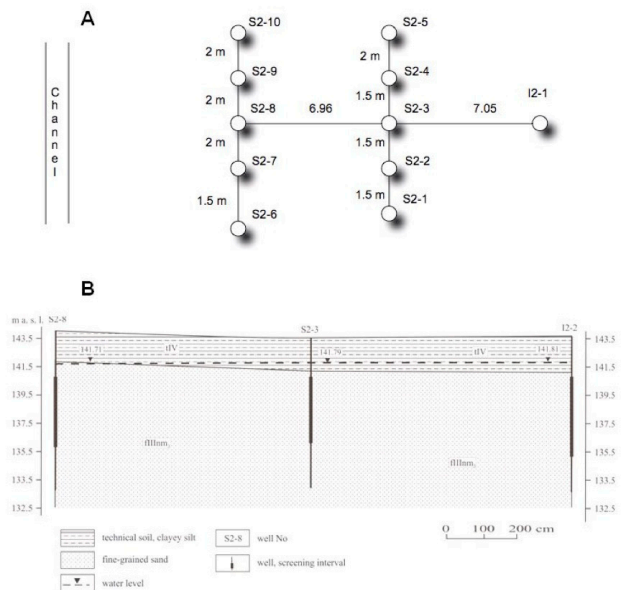 A
S2-10
S2-5
2 m
2 m
S2-9
S2-4
I2-1
2 m
1.5 m
S2-8
6.96
S2-3
7.05
2 m
1.5 m
S2-7
S2-2
1.5 m
1.5 m
S2-6
S2-1
Channel
B
m a. s. l.
S2-8
S2-3
I2-2
143.5
143.5
tIV
tIV
141.71
141.79
141.81
141.5
141.5
139.5
139.5
137.5
137.5
fIIInm₃
fIIInm₃
135.5
135.5
133.5
133.5
132.5
132.5
technical soil, clayey silt
S2-8
well No
0 100 200 cm
fine-grained sand
well, screening interval
water level